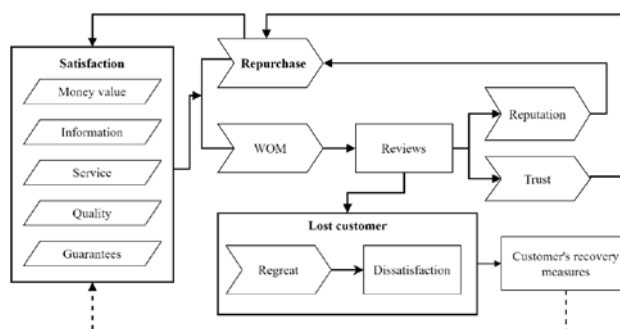 Satisfaction
Money value
Information
Service
Quality
Guarantees
Repurchase
WOM
Reviews
Reputation
Trust
Lost customer
Regreat
Dissatisfaction
Customer's recovery
measures